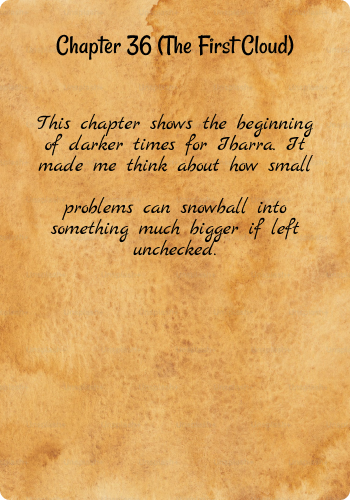 Chapter 36 (The First Cloud)
This chapter shows the beginning
of darker times for Ibarra. It
made me think about how small
problems can snowball into
something much bigger if left
unchecked.